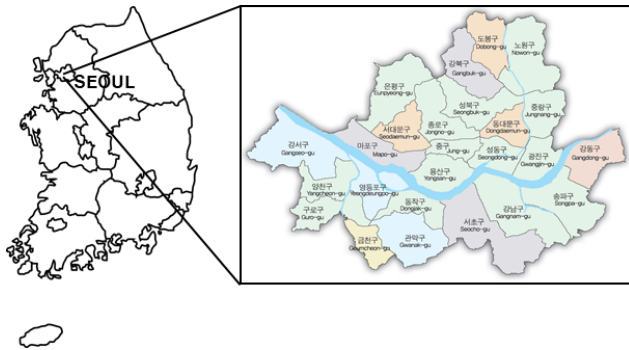 SEOUL
도봉구
Dobong-gu
노원구
Nowon-gu
강북구
Gangbuk-gu
은평구
Eunpyeong-gu
성북구
Seongbuk-gu
중랑구
Jungnang-gu
서대문구
Seodaemun-gu
종로구
Jongno-gu
동대문구
Dongdaemun-gu
강서구
Gangseo-gu
마포구
Mapo-gu
중구 Jung-gu
성동구
Seongdong-gu
광진구
Gwangjin-gu
강동구
Gangdong-gu
용산구
Yongsan-gu
양천구
Yangcheon-gu
영등포구
Yeongdeungpo-gu
동작구
Dongjak-gu
송파구
Songpa-gu
구로구
Guro-gu
강남구
Gangnam-gu
서초구
Seocho-gu
금천구
Geumcheon-gu
관악구
Gwanak-gu